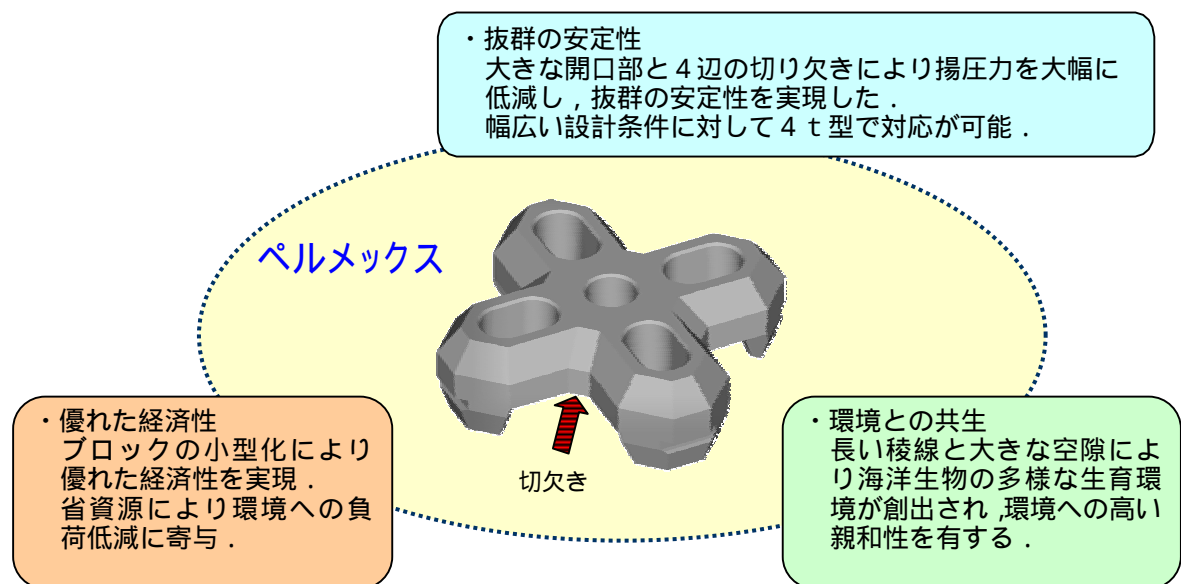 ・抜群の安定性
大きな開口部と４辺の切り欠きにより揚圧力を大幅に
低減し，抜群の安定性を実現した．
幅広い設計条件に対して４ｔ型で対応が可能．
ペルメックス
・優れた経済性
ブロックの小型化により
優れた経済性を実現．
省資源により環境への負
荷低減に寄与．
切欠き
・環境との共生
長い稜線と大きな空隙によ
り海洋生物の多様な生育環
境が創出され，環境への高い
親和性を有する．